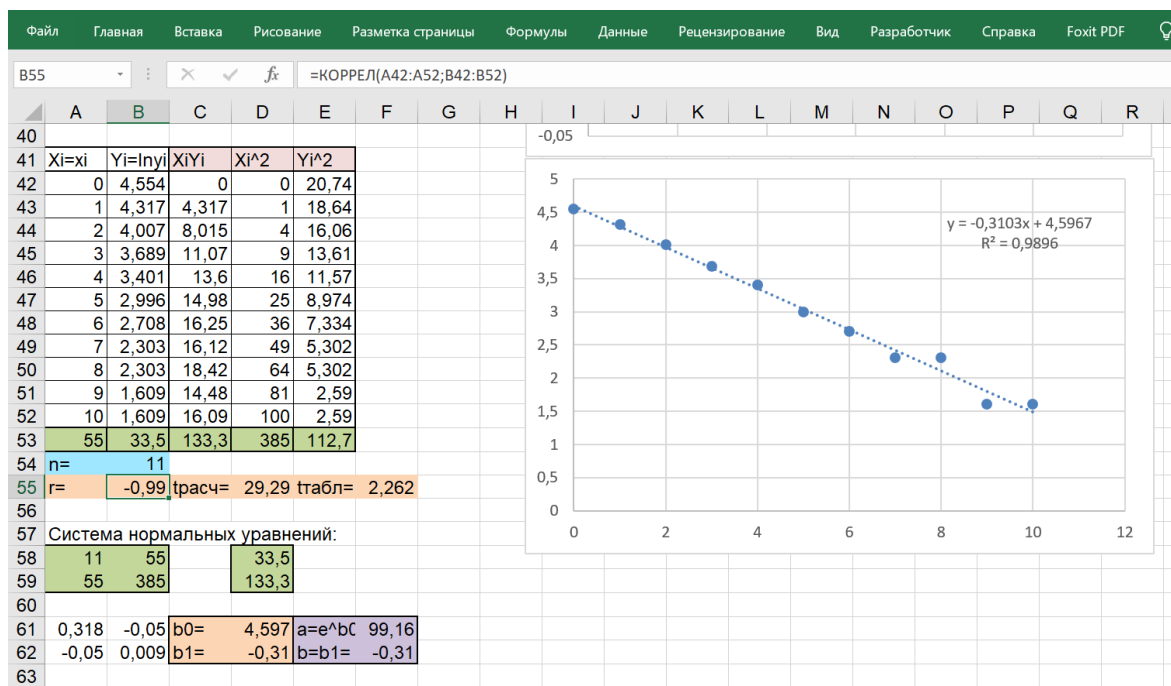 Файл Главная Вставка Рисование Разметка страницы Формулы Данные Рецензирование Вид Разработчик Справка Foxit PDF
B55 fx =КОРРЕЛ(A42:A52;B42:B52)
A B C D E F G H I J K L M N O P Q R
40
41 Xi=xi Yi=lnyi XiYi Xi^2 Yi^2
42 0 4,554 0 0 20,74
43 1 4,317 4,317 1 18,64
44 2 4,007 8,015 4 16,06
45 3 3,689 11,07 9 13,61
46 4 3,401 13,6 16 11,57
47 5 2,996 14,98 25 8,974
48 6 2,708 16,25 36 7,334
49 7 2,303 16,12 49 5,302
50 8 2,303 18,42 64 5,302
51 9 1,609 14,48 81 2,59
52 10 1,609 16,09 100 2,59
53 55 33,5 133,3 385 112,7
54 n= 11
55 r= -0,99 tрасч= 29,29 tтабл= 2,262
56
57 Система нормальных уравнений:
58 11 55 33,5
59 55 385 133,3
60
61 0,318 -0,05 b0= 4,597 a=e^b0 99,16
62 -0,05 0,009 b1= -0,31 b=b1= -0,31
63
-0,05
5
4,5
4
3,5
3
2,5
2
1,5
1
0,5
0
0 2 4 6 8 10 12
y = -0,3103x + 4,5967
R² = 0,9896